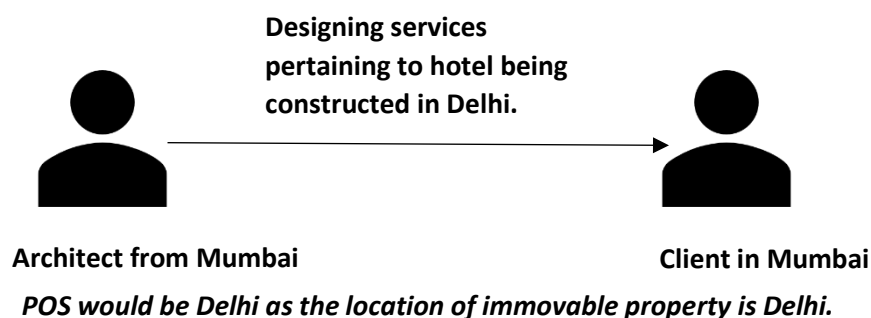 Designing services
pertaining to hotel being
constructed in Delhi.
Architect from Mumbai
Client in Mumbai
POS would be Delhi as the location of immovable property is Delhi.